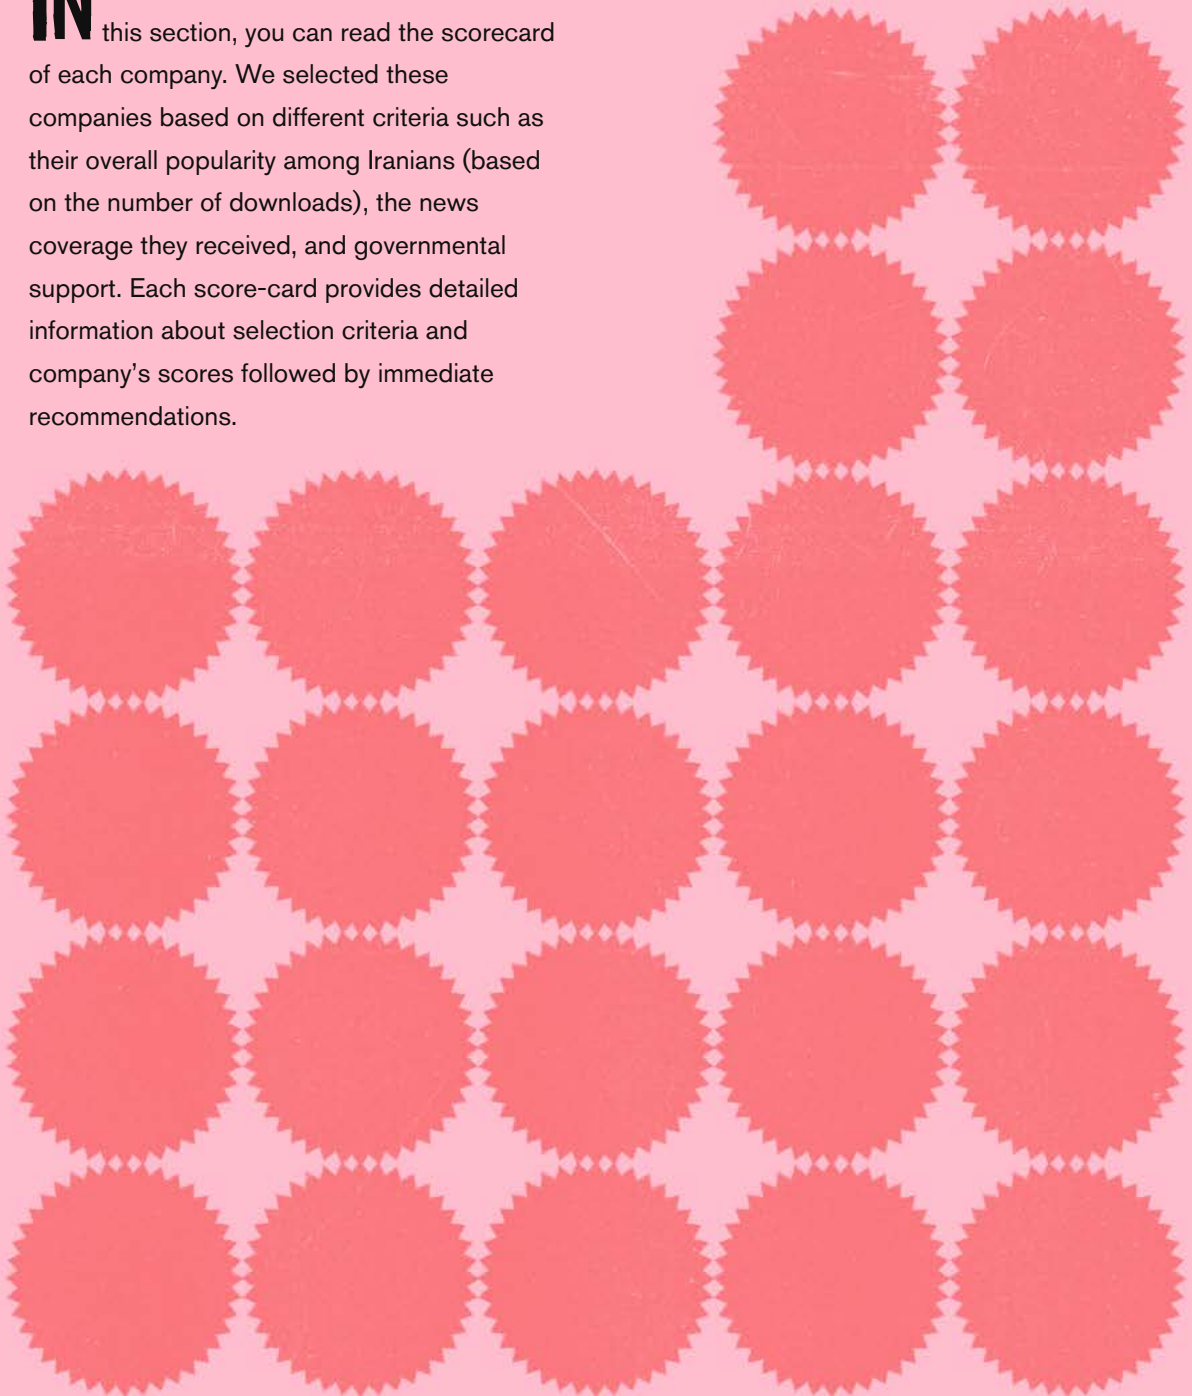 IN this section, you can read the scorecard
of each company. We selected these
companies based on different criteria such as
their overall popularity among Iranians (based
on the number of downloads), the news
coverage they received, and governmental
support. Each score-card provides detailed
information about selection criteria and
company’s scores followed by immediate
recommendations.